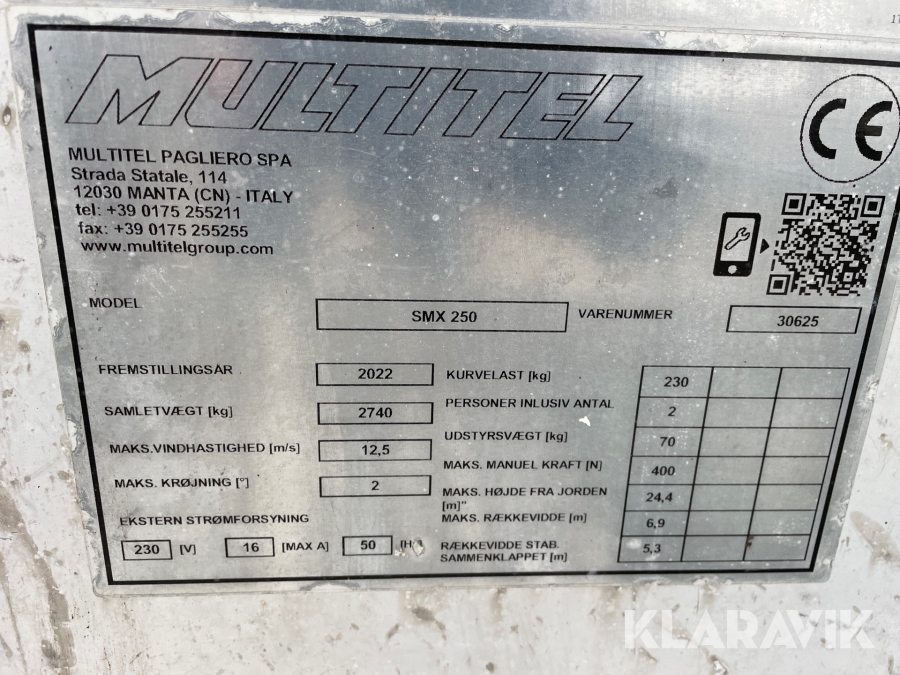 MULTITEL
CE
MULTITEL PAGLIERO SPA
Strada Statale, 114
12030 MANTA (CN) - ITALY
tel: +39 0175 255211
fax: +39 0175 255255
www.multitelgroup.com
MODEL SMX 250 VARENUMMER 30625
FREMSTILLINGSÅR 2022
SAMLETVÆGT [kg] 2740
MAKS.VINDHASTIGHED [m/s] 12,5
MAKS. KRØJNING [°] 2
EKSTERN STRØMFORSYNING
230 [V] 16 [MAX A] 50
KURVELAST [kg] 230
PERSONER INLUSIV ANTAL 2
UDSTYRSVÆGT [kg] 70
MAKS. MANUEL KRAFT [N] 400
MAKS. HØJDE FRA JORDEN 24,4
[m]"
MAKS. RÆKKEVIDDE [m] 6,9
RÆKKEVIDDE STAB. 5,3
SAMMENKLAPPET [m]
KLARAVIK